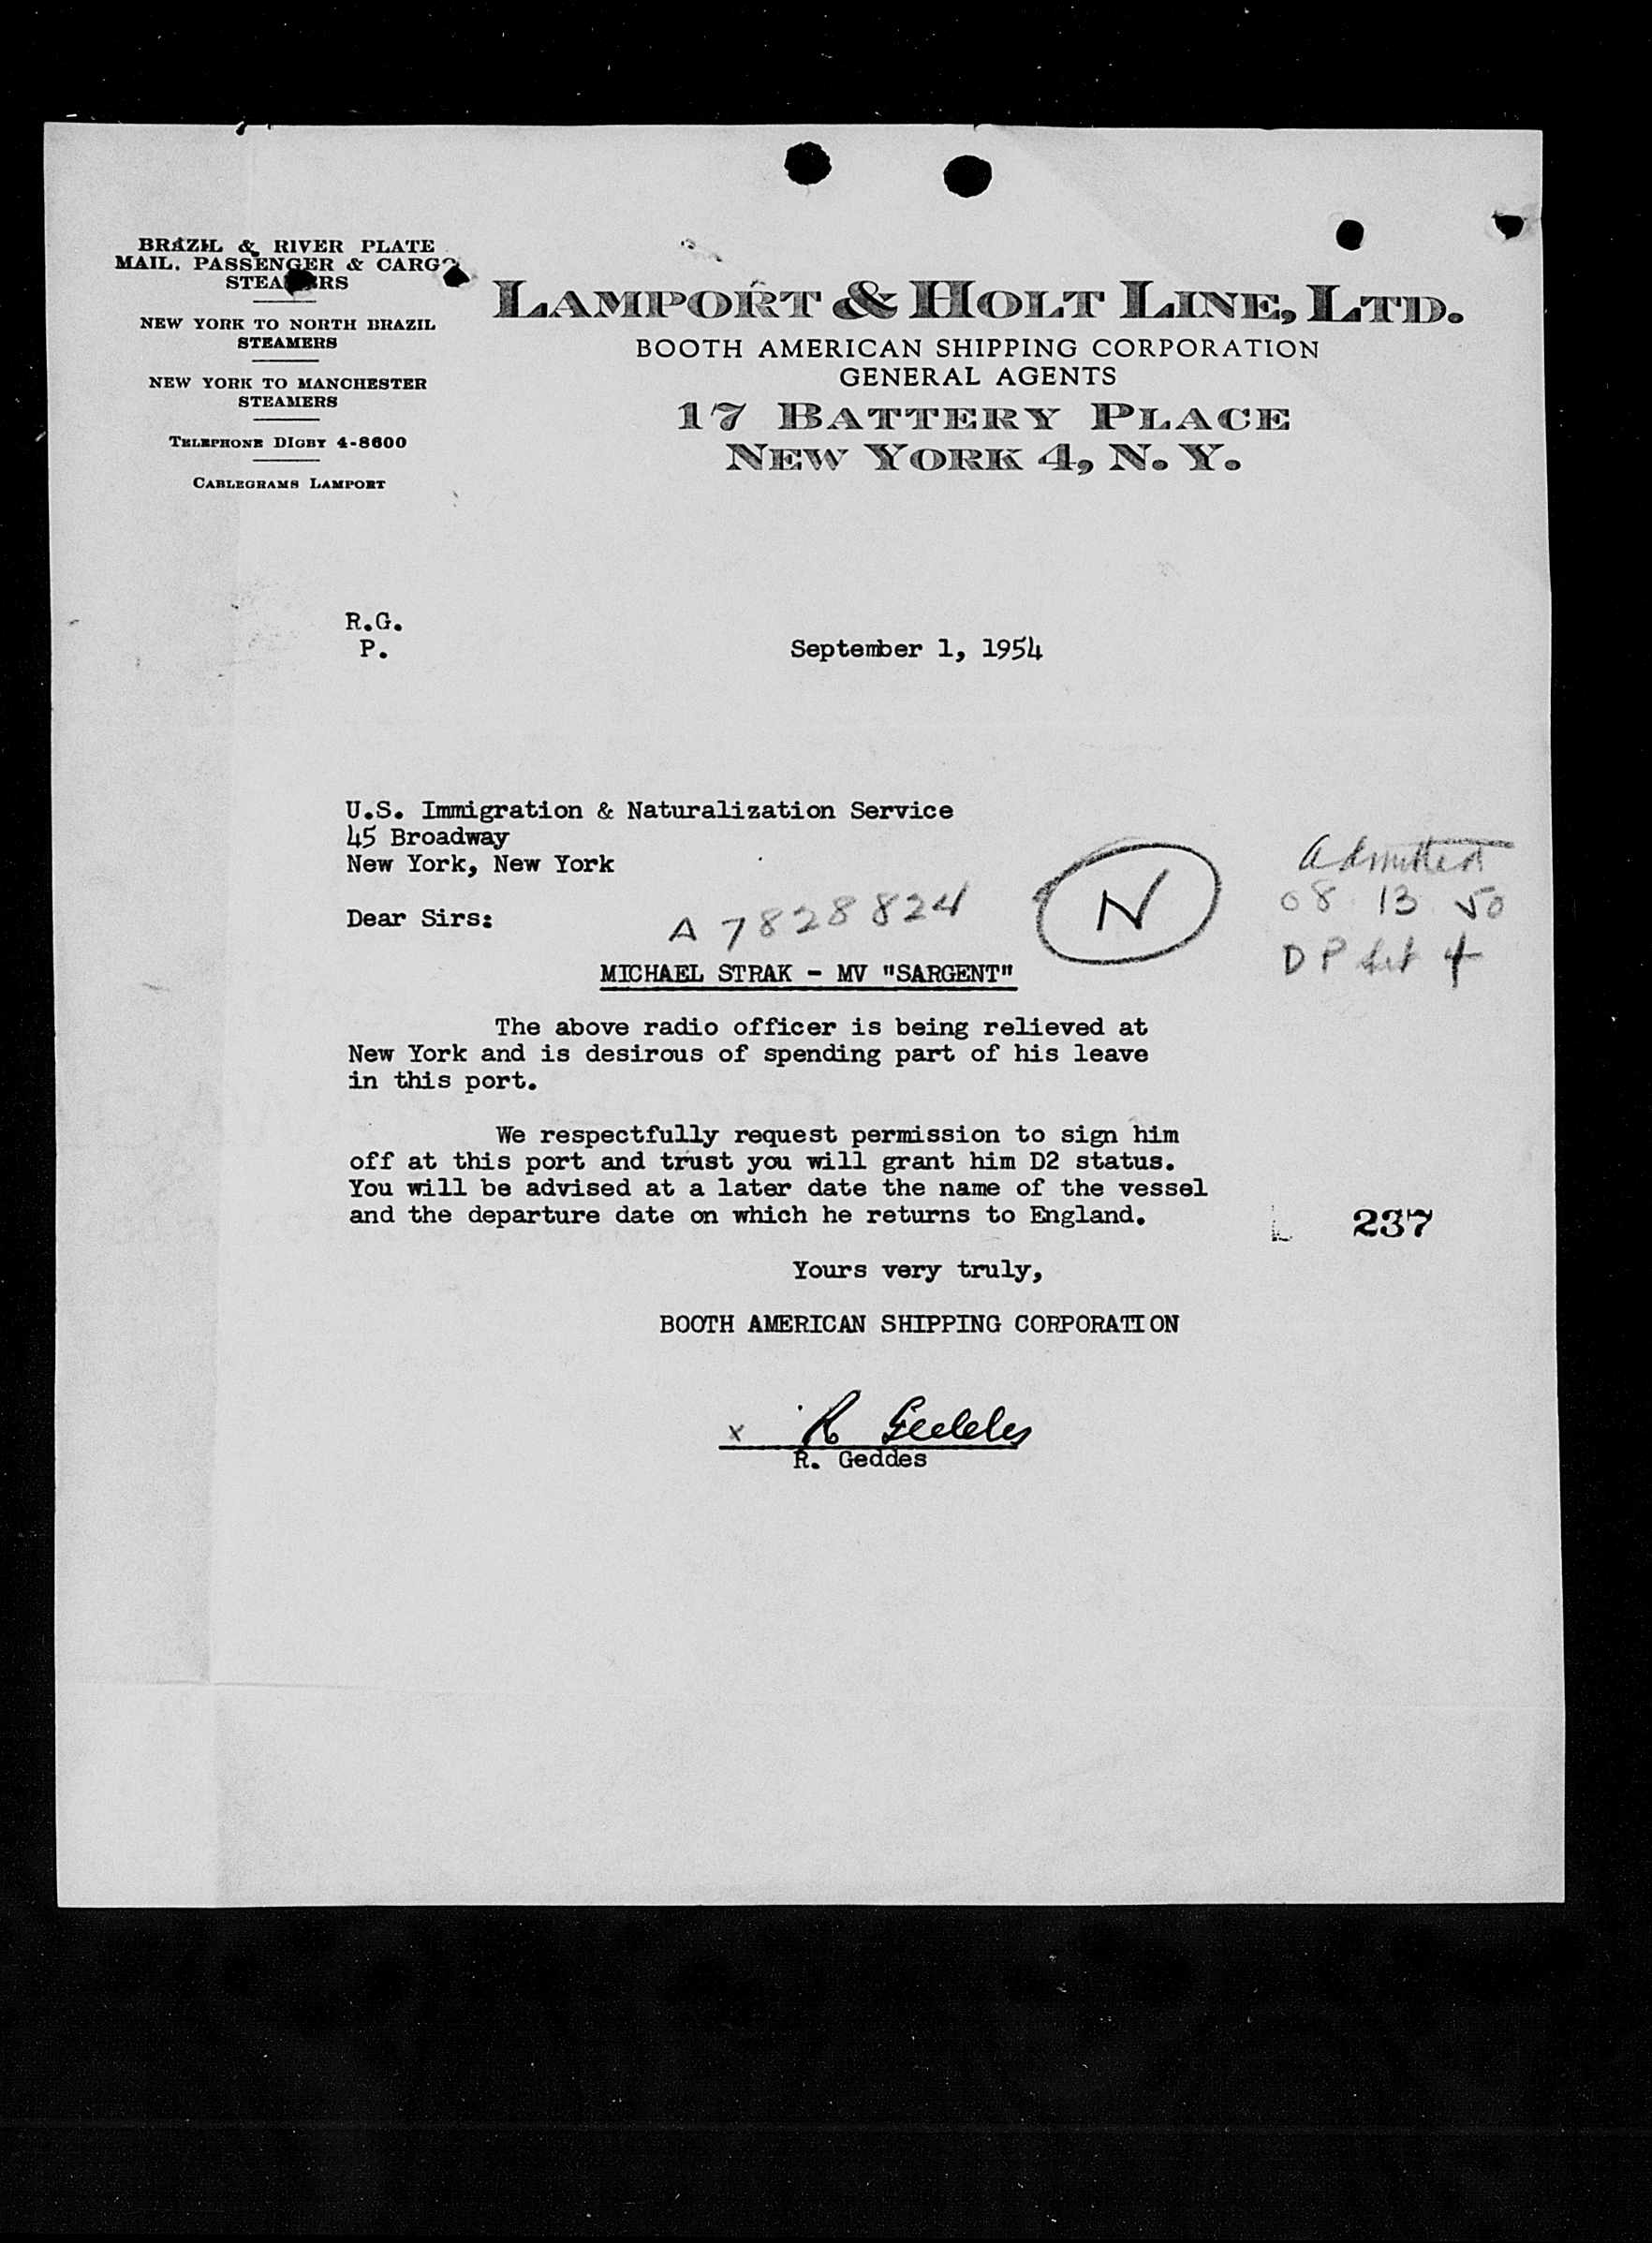 BRAZIL & RIVER PLATE
MAIL, PASSENGER & CARGO
STEAMERS
NEW YORK TO NORTH BRAZIL
STEAMERS
NEW YORK TO MANCHESTER
STEAMERS
TELEPHONE DIGBY 4-8600
CABLEGRAMS LAMPORT
LAMPORT & HOLT LINE, LTD.
BOOTH AMERICAN SHIPPING CORPORATION
GENERAL AGENTS
17 BATTERY PLACE
NEW YORK 4, N. Y.
R.G.
P.
September 1, 1954
U.S. Immigration & Naturalization Service
45 Broadway
New York, New York
Dear Sirs:
A 7828824
N
Admitted
08 13 50
D P
MICHAEL STRAK - MV "SARGENT"
The above radio officer is being relieved at
New York and is desirous of spending part of his leave
in this port.
We respectfully request permission to sign him
off at this port and trust you will grant him D2 status.
You will be advised at a later date the name of the vessel
and the departure date on which he returns to England.
237
Yours very truly,
BOOTH AMERICAN SHIPPING CORPORATION
x R Geddes
R. Geddes